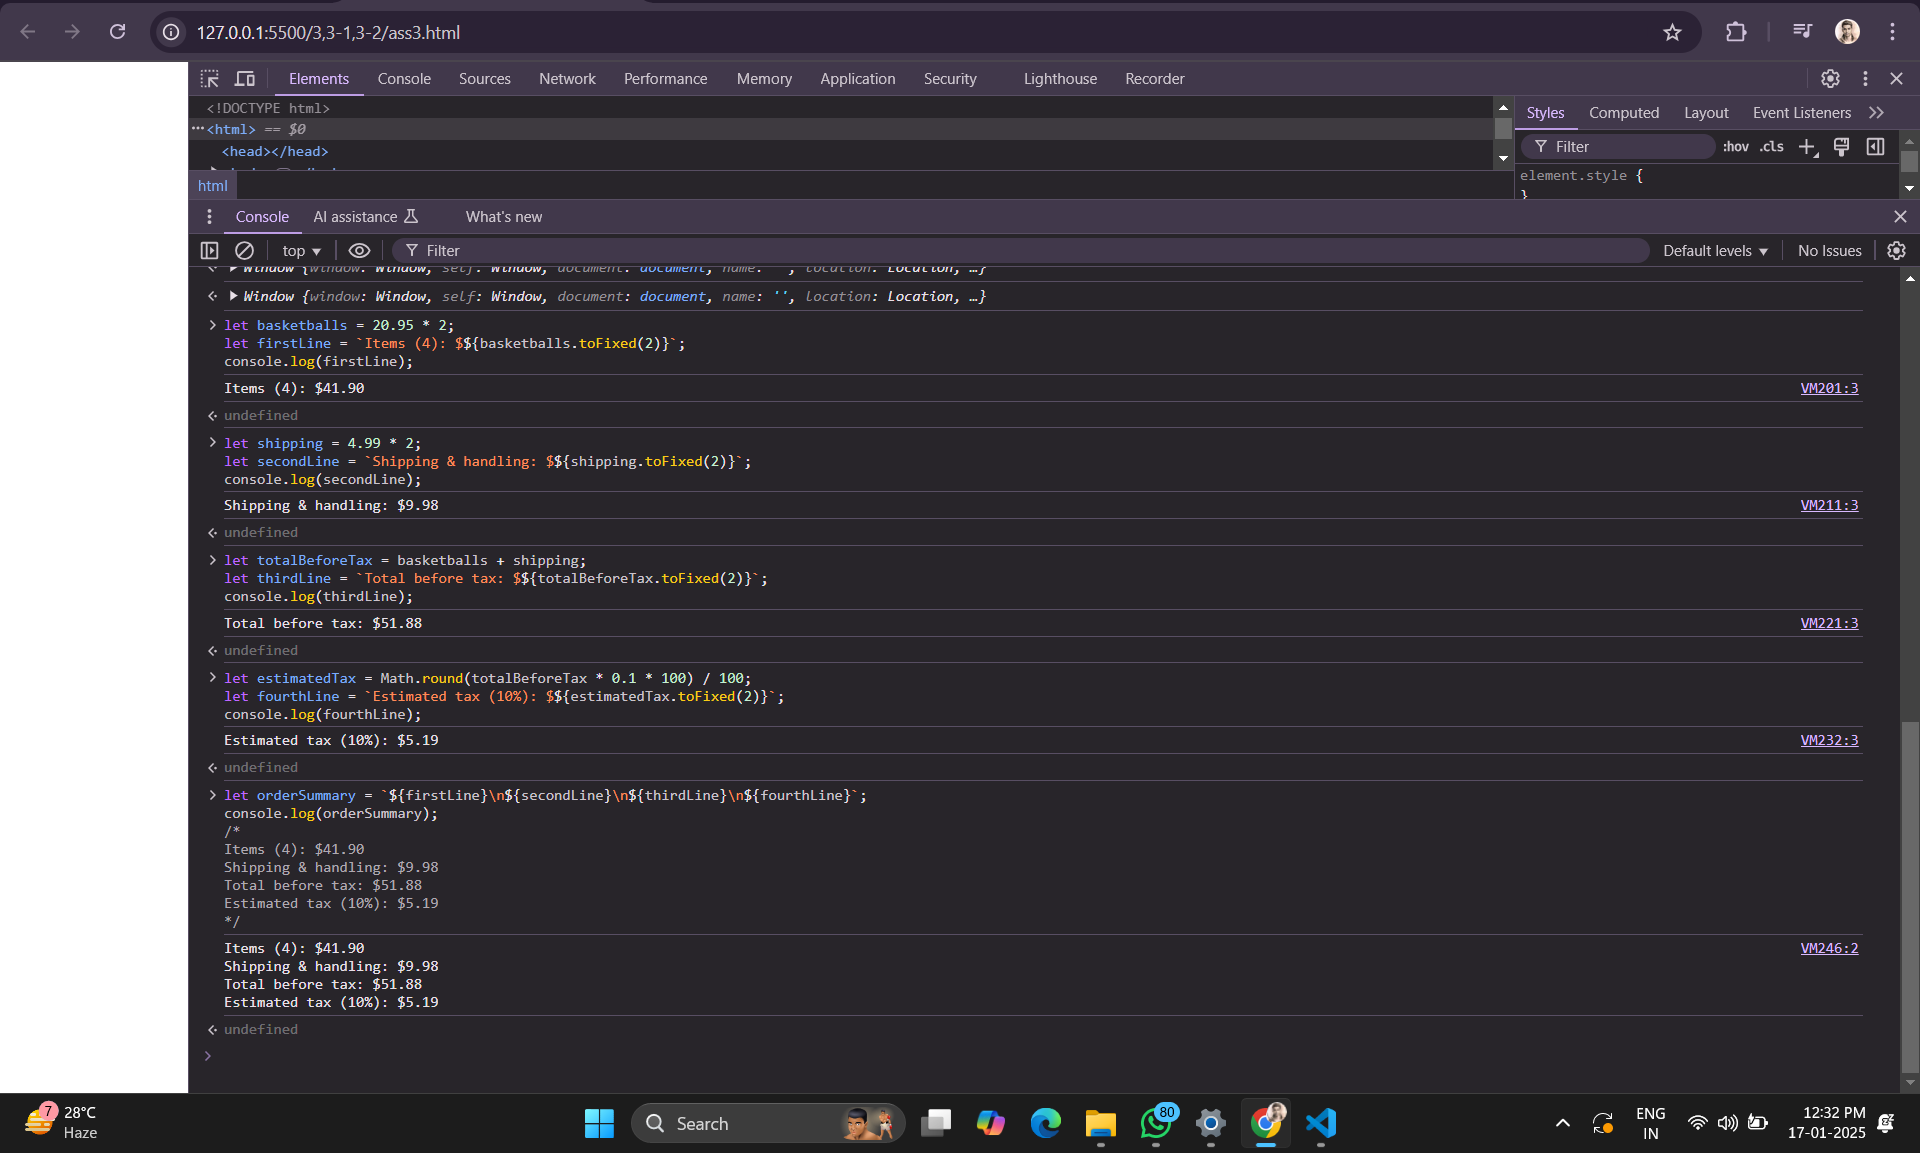 127.0.0.1:5500/3,3-1,3-2/ass3.html
Elements Console Sources Network Performance Memory Application Security Lighthouse Recorder
<!DOCTYPE html>
<html> == $0
<head></head>
html
Styles Computed Layout Event Listeners
Filter :hov .cls
element.style {
}
Console AI assistance What's new
top Filter Default levels No Issues
Window {window: Window, self: Window, document: document, name: '', location: Location, …}
Window {window: Window, self: Window, document: document, name: '', location: Location, …}
let basketballs = 20.95 * 2;
let firstLine = `Items (4): $${basketballs.toFixed(2)}`;
console.log(firstLine);
Items (4): $41.90 VM201:3
undefined
let shipping = 4.99 * 2;
let secondLine = `Shipping & handling: $${shipping.toFixed(2)}`;
console.log(secondLine);
Shipping & handling: $9.98 VM211:3
undefined
let totalBeforeTax = basketballs + shipping;
let thirdLine = `Total before tax: $${totalBeforeTax.toFixed(2)}`;
console.log(thirdLine);
Total before tax: $51.88 VM221:3
undefined
let estimatedTax = Math.round(totalBeforeTax * 0.1 * 100) / 100;
let fourthLine = `Estimated tax (10%): $${estimatedTax.toFixed(2)}`;
console.log(fourthLine);
Estimated tax (10%): $5.19 VM232:3
undefined
let orderSummary = `${firstLine}\n${secondLine}\n${thirdLine}\n${fourthLine}`;
console.log(orderSummary);
/*
Items (4): $41.90
Shipping & handling: $9.98
Total before tax: $51.88
Estimated tax (10%): $5.19
*/
Items (4): $41.90 VM246:2
Shipping & handling: $9.98
Total before tax: $51.88
Estimated tax (10%): $5.19
undefined
7
28°C
Haze
Search
80
ENG
IN
12:32 PM
17-01-2025